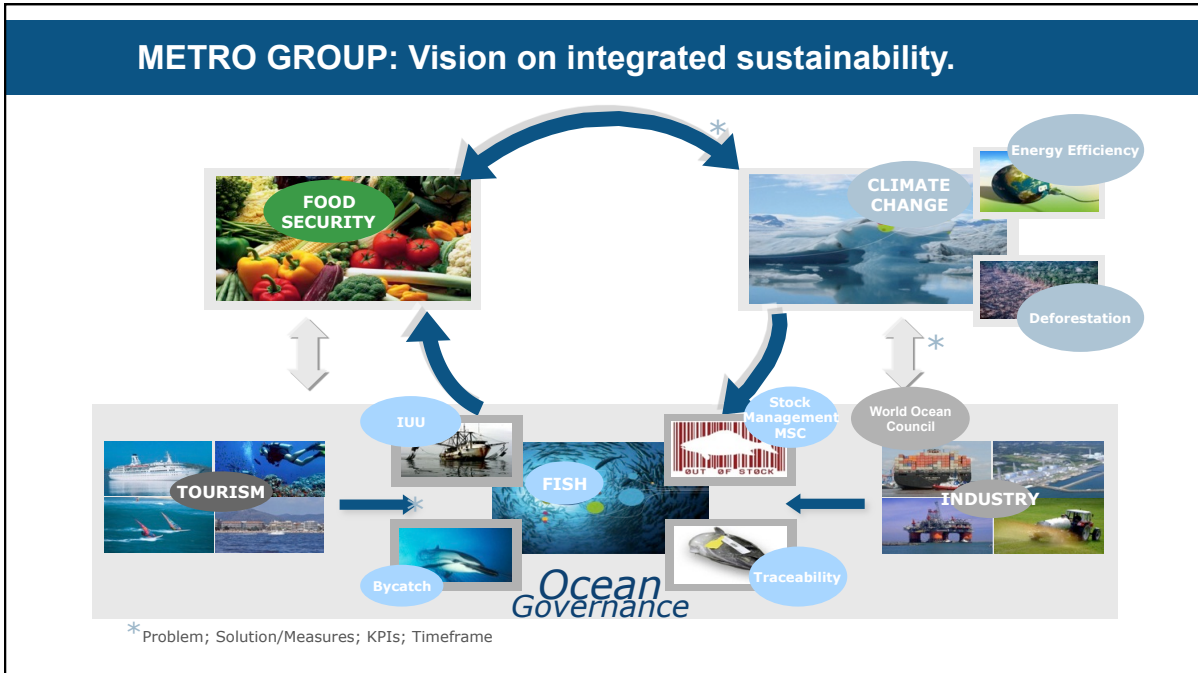 METRO GROUP: Vision on integrated sustainability.
*
Energy Efficiency
FOOD
SECURITY
CLIMATE
CHANGE
Deforestation
*
IUU
Stock
Management
MSC
World Ocean
Council
OUT OF STOCK
TOURISM
FISH
INDUSTRY
*
Bycatch
Traceability
Ocean
Governance
*Problem; Solution/Measures; KPIs; Timeframe